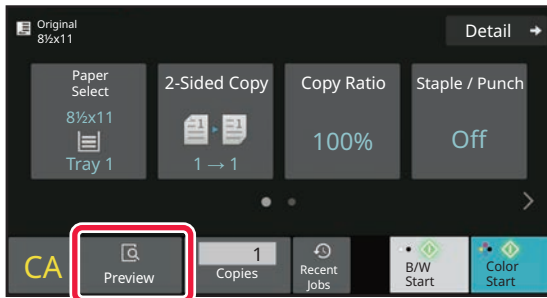 Original
8½x11
Detail
Paper
Select
8½x11
Tray 1
2-Sided Copy
1 → 1
Copy Ratio
100%
Staple / Punch
Off
CA
Preview
1
Copies
Recent
Jobs
B/W
Start
Color
Start